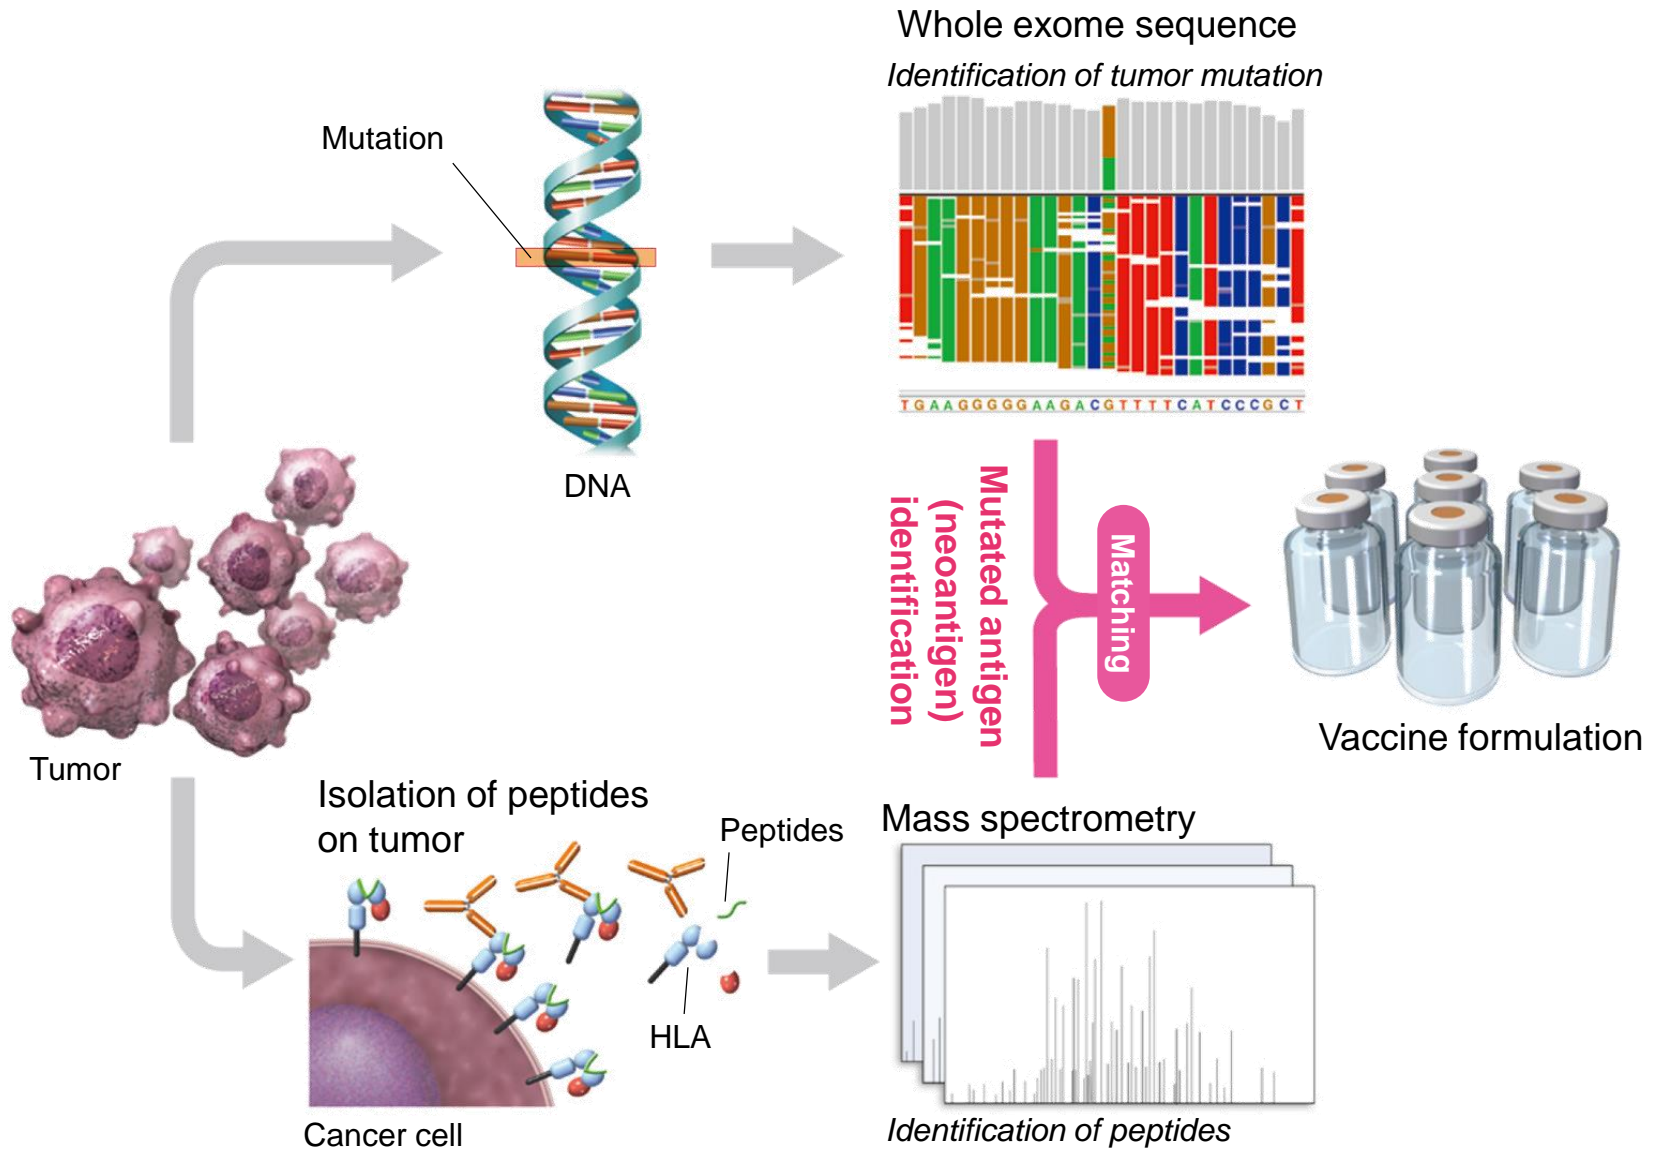 Whole exome sequence
Identification of tumor mutation
Mutation
TGAAGGGGGAAGACGTTTTCATCCCGCT
DNA
Mutated antigen
(neoantigen)
identification
Matching
Vaccine formulation
Tumor
Isolation of peptides
on tumor
Peptides
HLA
Cancer cell
Mass spectrometry
Identification of peptides